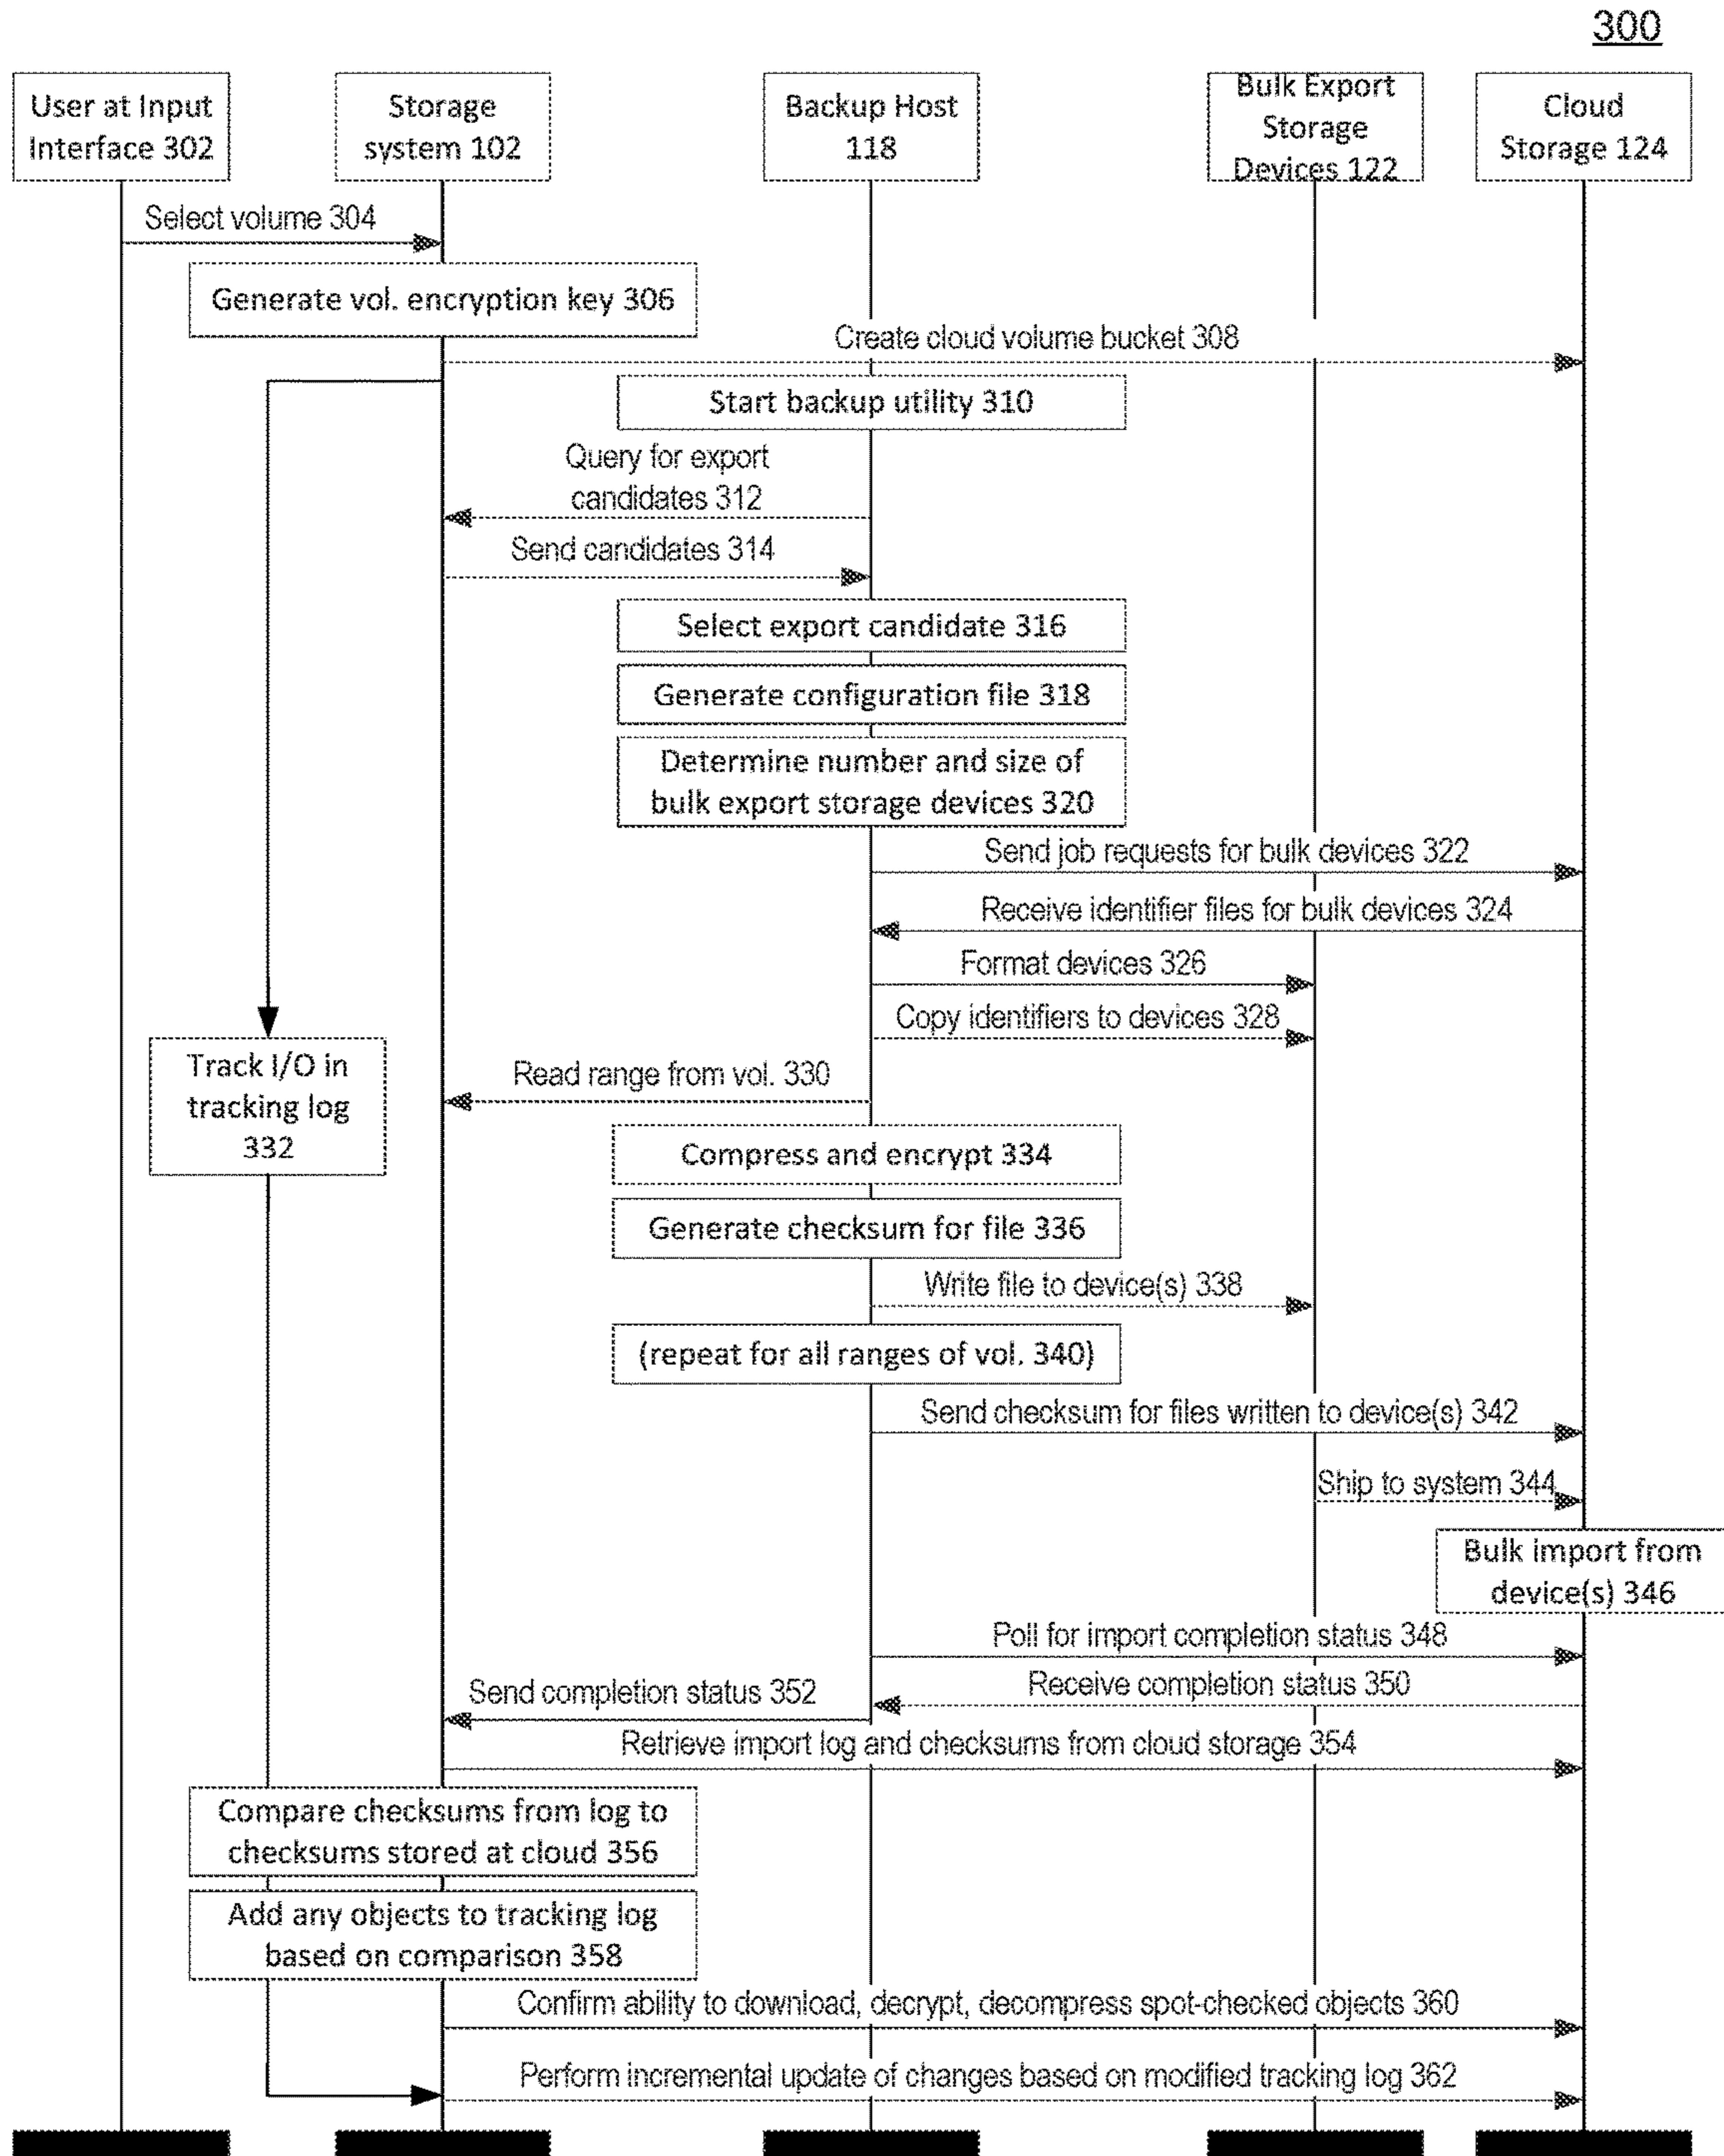 300
User at Input
Interface 302
Storage
system 102
Backup Host
118
Bulk Export
Storage
Devices 122
Cloud
Storage 124
Select volume 304
Generate vol. encryption key 306
Create cloud volume bucket 308
Start backup utility 310
Query for export
candidates 312
Send candidates 314
Select export candidate 316
Generate configuration file 318
Determine number and size of
bulk export storage devices 320
Send job requests for bulk devices 322
Receive identifier files for bulk devices 324
Format devices 326
Copy identifiers to devices 328
Track I/O in
tracking log
332
Read range from vol. 330
Compress and encrypt 334
Generate checksum for file 336
Write file to device(s) 338
(repeat for all ranges of vol. 340)
Send checksum for files written to device(s) 342
Ship to system 344
Bulk import from
device(s) 346
Poll for import completion status 348
Receive completion status 350
Send completion status 352
Retrieve import log and checksums from cloud storage 354
Compare checksums from log to
checksums stored at cloud 356
Add any objects to tracking log
based on comparison 358
Confirm ability to download, decrypt, decompress spot-checked objects 360
Perform incremental update of changes based on modified tracking log 362